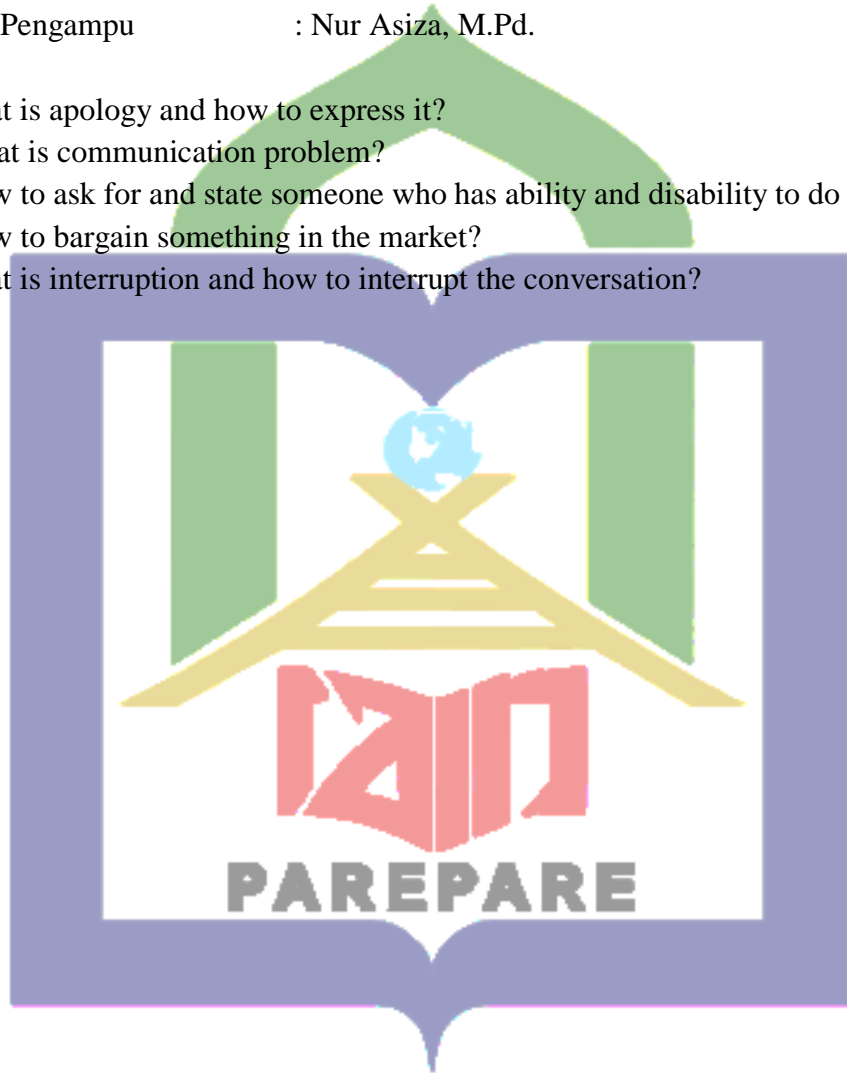 Pengampu : Nur Asiza, M.Pd.
at is apology and how to express it?
at is communication problem?
w to ask for and state someone who has ability and disability to do
w to bargain something in the market?
at is interruption and how to interrupt the conversation?
iain
PAREPARE